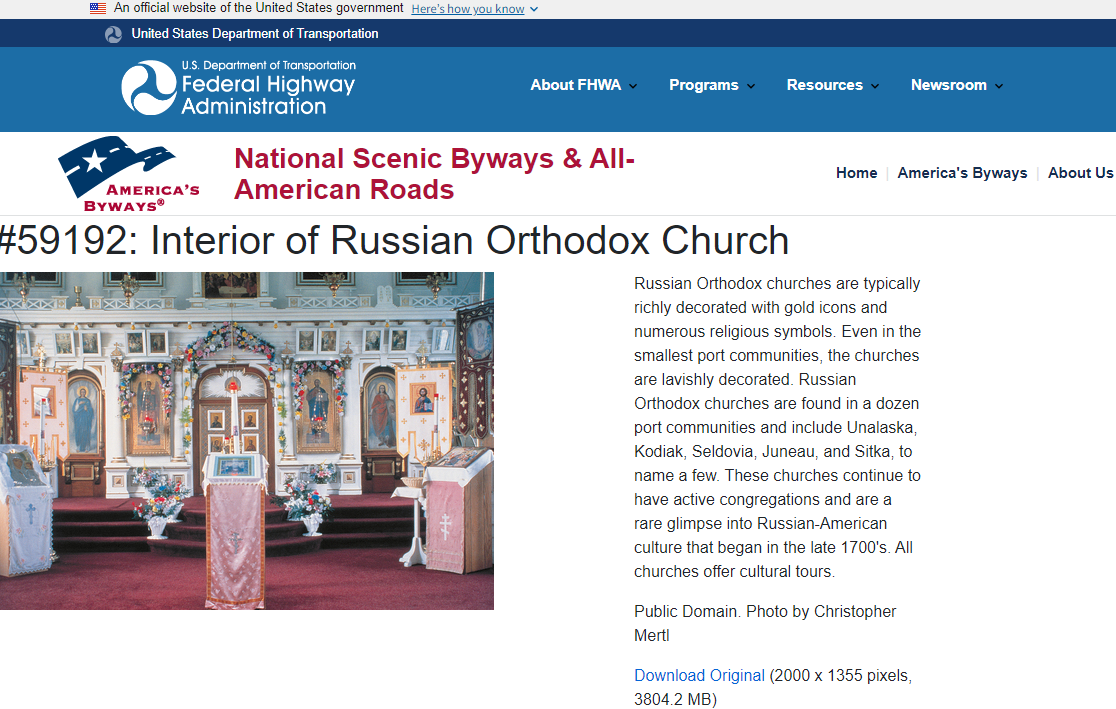 An official website of the United States government Here's how you know
United States Department of Transportation
U.S. Department of Transportation
Federal Highway
Administration
About FHWA
Programs
Resources
Newsroom
AMERICA'S
BYWAYS®
National Scenic Byways & All-
American Roads
Home
America's Byways
About Us
#59192: Interior of Russian Orthodox Church
Russian Orthodox churches are typically
richly decorated with gold icons and
numerous religious symbols. Even in the
smallest port communities, the churches
are lavishly decorated. Russian
Orthodox churches are found in a dozen
port communities and include Unalaska,
Kodiak, Seldovia, Juneau, and Sitka, to
name a few. These churches continue to
have active congregations and are a
rare glimpse into Russian-American
culture that began in the late 1700's. All
churches offer cultural tours.
Public Domain. Photo by Christopher
Mertl
Download Original (2000 x 1355 pixels,
3804.2 MB)